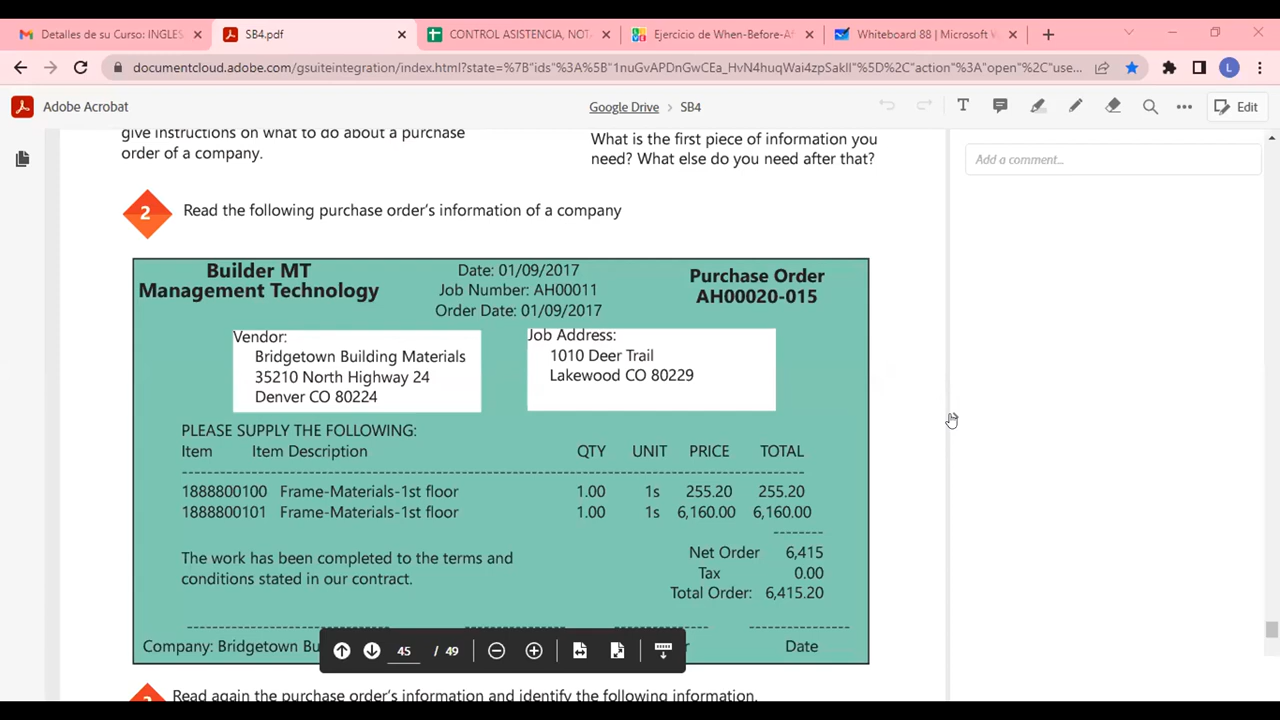 Detalles de su Curso: INGLES
SB4.pdf
CONTROL ASISTENCIA, NOT
Ejercicio de When-Before-Af
Whiteboard 88 | Microsoft W
documentcloud.adobe.com/gsuiteintegration/index.html?state=%7B"ids"%3A%5B"1nuGvAPDnGwCEa_HvN4huqWai4zpSaklI"%5D%2C"action"%3A"open"%2C"use...
L
Adobe Acrobat
Google Drive > SB4
Edit
give instructions on what to do about a purchase
order of a company.
What is the first piece of information you
need? What else do you need after that?
Add a comment...
2 Read the following purchase order's information of a company
Builder MT
Management Technology
Date: 01/09/2017
Job Number: AH00011
Order Date: 01/09/2017
Purchase Order
AH00020-015
Vendor:
Bridgetown Building Materials
35210 North Highway 24
Denver CO 80224
Job Address:
1010 Deer Trail
Lakewood CO 80229
PLEASE SUPPLY THE FOLLOWING:
Item Item Description QTY UNIT PRICE TOTAL
1888800100 Frame-Materials-1st floor 1.00 1s 255.20 255.20
1888800101 Frame-Materials-1st floor 1.00 1s 6,160.00 6,160.00
The work has been completed to the terms and
conditions stated in our contract.
Net Order 6,415
Tax 0.00
Total Order: 6,415.20
Company: Bridgetown Bu
Date
45 / 49
Read again the purchase order's information and identify the following information.